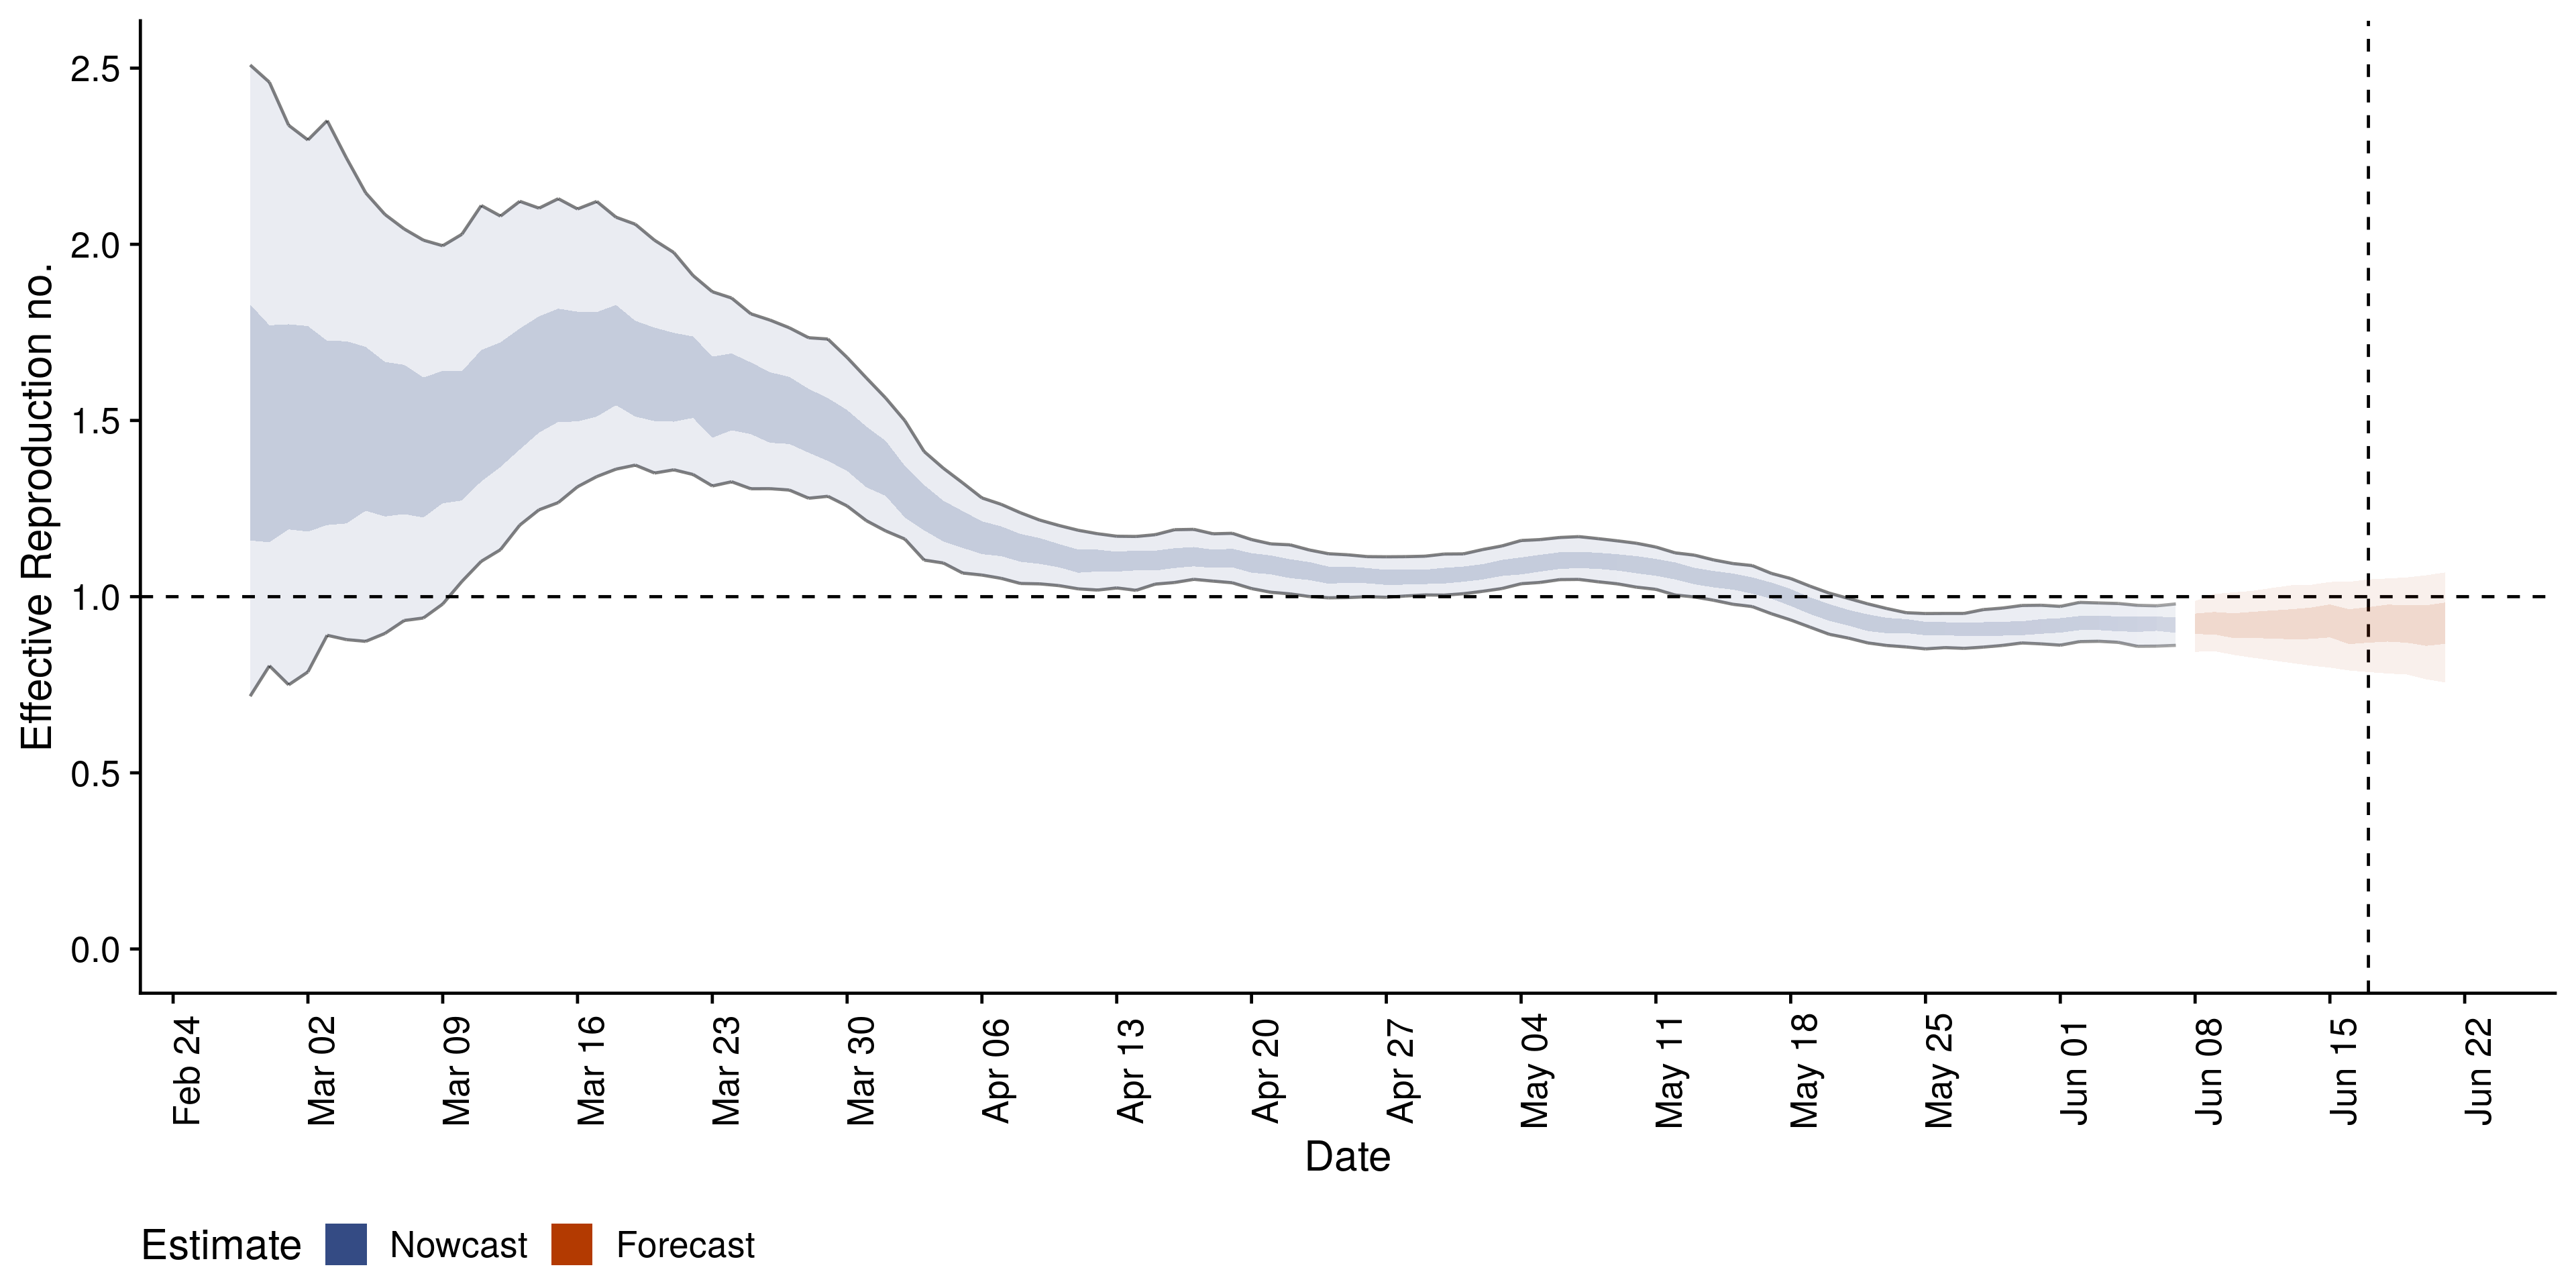 Effective Reproduction no.
2.5
2.0
1.5
1.0
0.5
0.0
Feb 24
Mar 02
Mar 09
Mar 16
Mar 23
Mar 30
Apr 06
Apr 13
Apr 20
Apr 27
May 04
May 11
May 18
May 25
Jun 01
Jun 08
Jun 15
Jun 22
Date
Estimate Nowcast Forecast